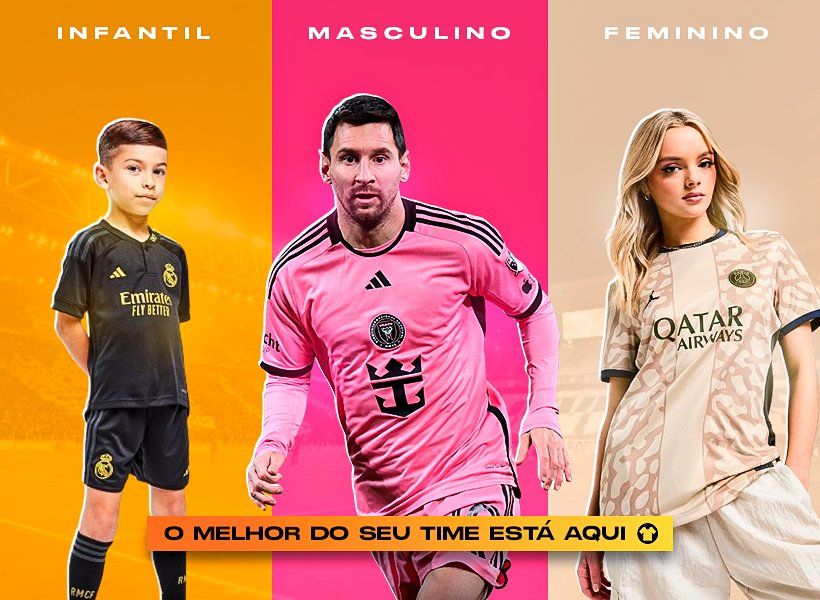 INFANTIL
MASCULINO
FEMININO
Emirates
FLY BETTER
QATAR
AIRWAYS
O MELHOR DO SEU TIME ESTÁ AQUI
RMCF